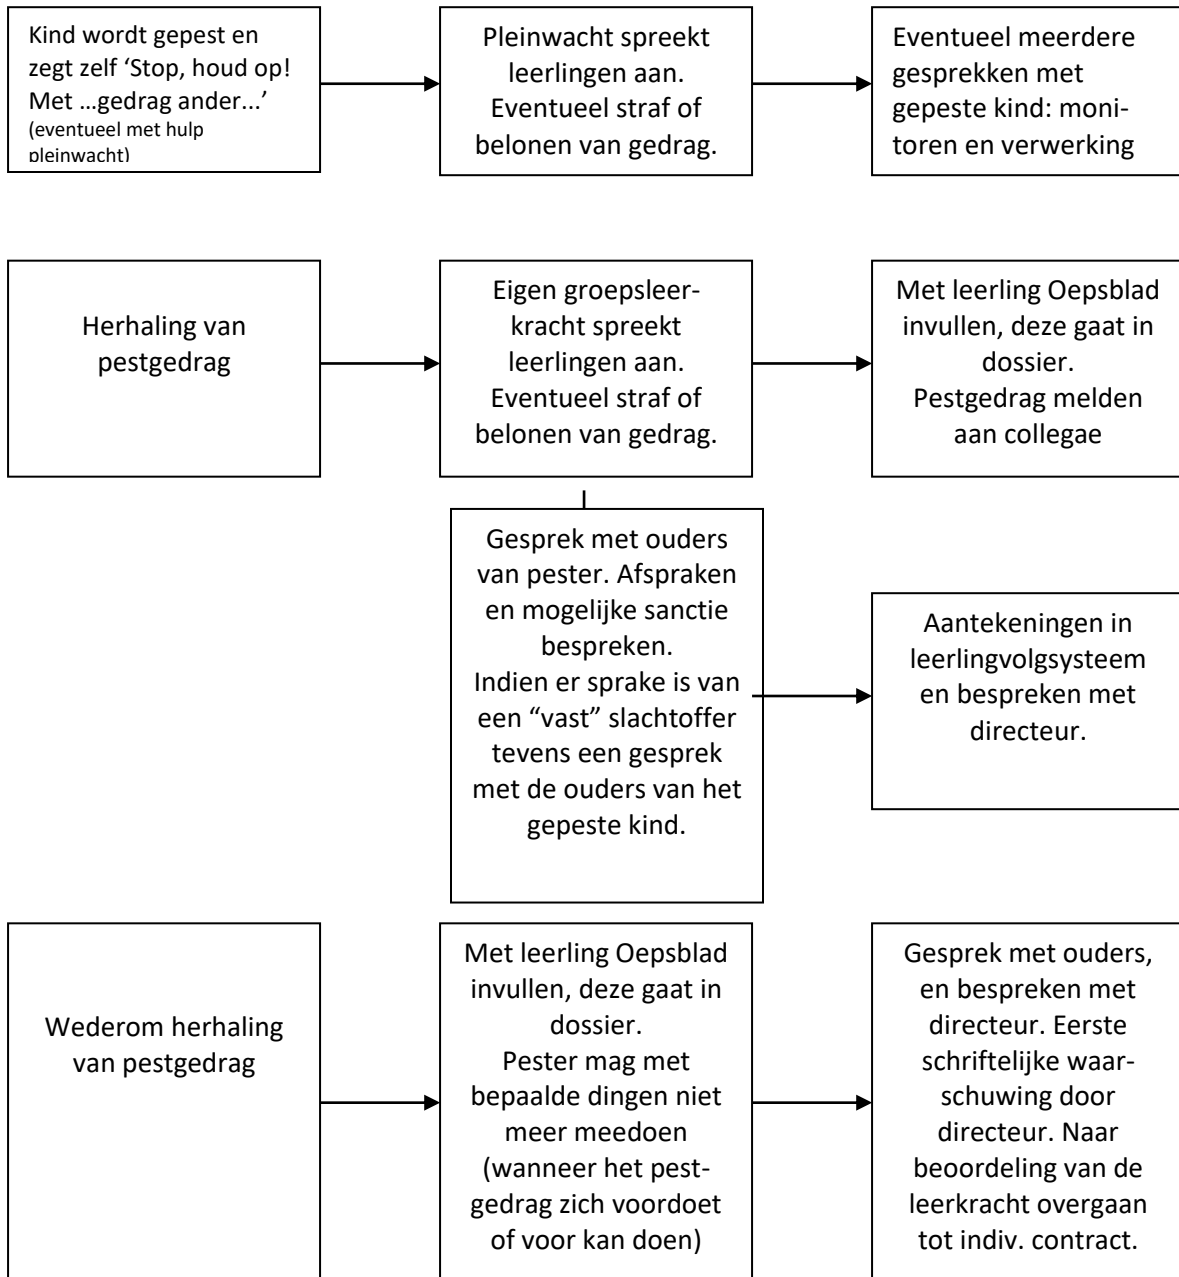 Kind wordt gepest en
zegt zelf ‘Stop, houd op!
Met …gedrag ander...’
(eventueel met hulp
pleinwacht)
Pleinwacht spreekt
leerlingen aan.
Eventueel straf of
belonen van gedrag.
Eventueel meerdere
gesprekken met
gepeste kind: moni-
toren en verwerking
Herhaling van
pestgedrag
Eigen groepsleer-
kracht spreekt
leerlingen aan.
Eventueel straf of
belonen van gedrag.
Met leerling Oepsblad
invullen, deze gaat in
dossier.
Pestgedrag melden
aan collegae
Gesprek met ouders
van pester. Afspraken
en mogelijke sanctie
bespreken.
Indien er sprake is van
een “vast” slachtoffer
tevens een gesprek
met de ouders van het
gepeste kind.
Aantekeningen in
leerlingvolgsysteem
en bespreken met
directeur.
Wederom herhaling
van pestgedrag
Met leerling Oepsblad
invullen, deze gaat in
dossier.
Pester mag met
bepaalde dingen niet
meer meedoen
(wanneer het pest-
gedrag zich voordoet
of voor kan doen)
Gesprek met ouders,
en bespreken met
directeur. Eerste
schriftelijke waar-
schuwing door
directeur. Naar
beoordeling van de
leerkracht overgaan
tot indiv. contract.